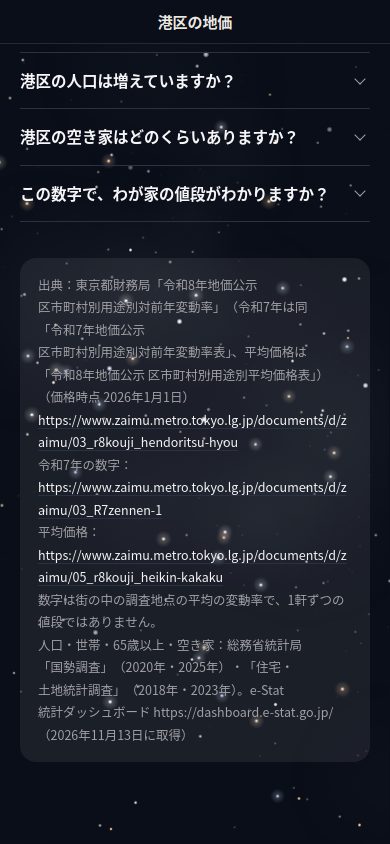 港区の地価
港区の人口は増えていますか？
港区の空き家はどのくらいありますか？
この数字で、わが家の値段がわかりますか？
出典：東京都財務局「令和8年地価公示
区市町村別用途別対前年変動率」（令和7年は同
「令和7年地価公示
区市町村別用途別対前年変動率表」、平均価格は
「令和8年地価公示 区市町村別用途別平均価格表」）
（価格時点 2026年1月1日）
https://www.zaimu.metro.tokyo.lg.jp/documents/d/z
aimu/03_r8kouji_hendoritsu-hyou
令和7年の数字：
https://www.zaimu.metro.tokyo.lg.jp/documents/d/z
aimu/03_R7zennen-1
平均価格：
https://www.zaimu.metro.tokyo.lg.jp/documents/d/z
aimu/05_r8kouji_heikin-kakaku
数字は街の中の調査地点の平均の変動率で、1軒ずつの
値段ではありません。
人口・世帯・65歳以上・空き家：総務省統計局
「国勢調査」（2020年・2025年）・「住宅・
土地統計調査」（2018年・2023年）。e-Stat
統計ダッシュボード https://dashboard.e-stat.go.jp/
（2026年11月13日に取得）